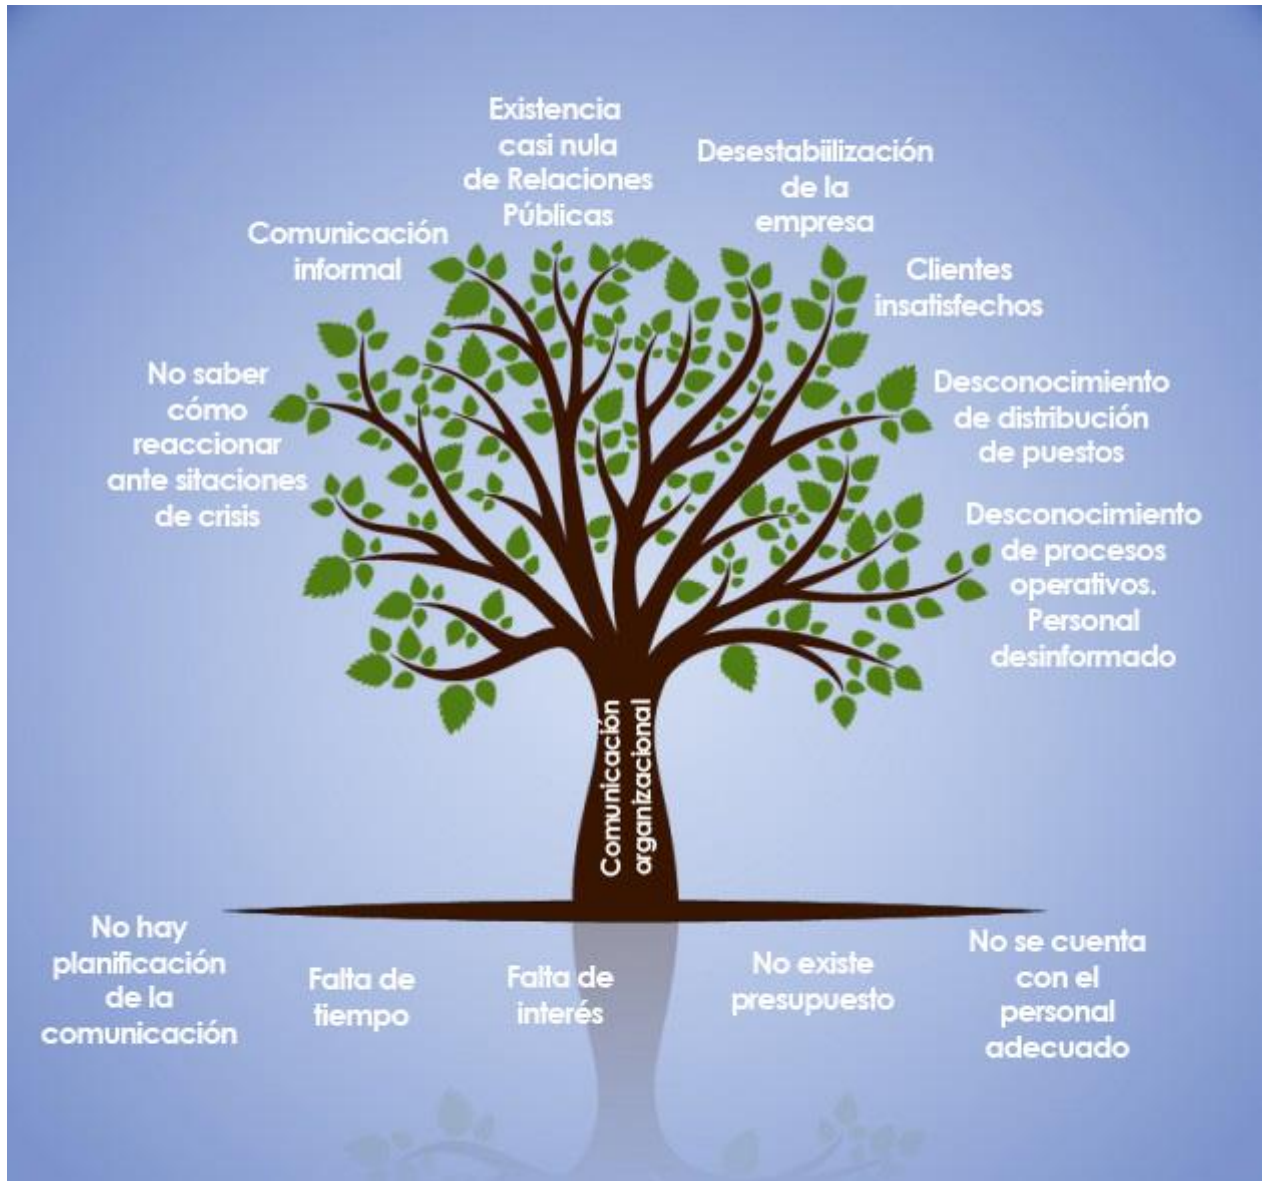 Existencia
casi nula
de Relaciones
Públicas
Desestabiilización
de la
empresa
Comunicación
informal
Clientes
insatisfechos
No saber
cómo
reaccionar
ante sitaciones
de crisis
Desconocimiento
de distribución
de puestos
Desconocimiento
de procesos
operativos.
Personal
desinformado
Comunicación
organizacional
No hay
planificación
de la
comunicación
Falta de
tiempo
Falta de
interés
No existe
presupuesto
No se cuenta
con el
personal
adecuado